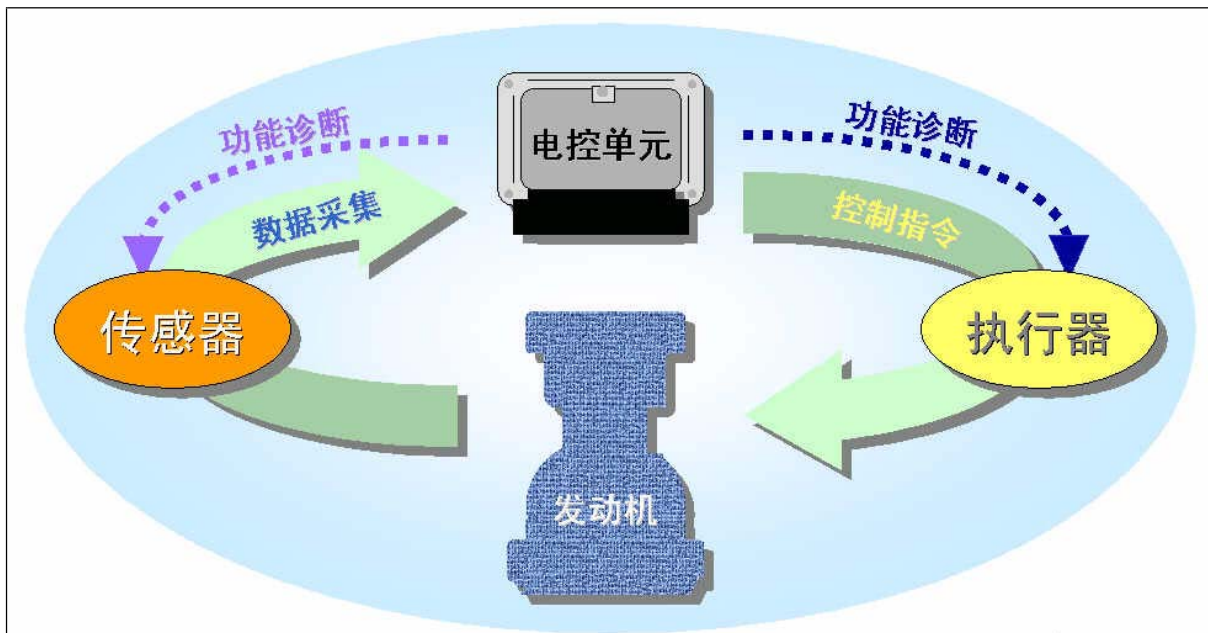 功能诊断
电控单元
功能诊断
数据采集
控制指令
传感器
执行器
发动机